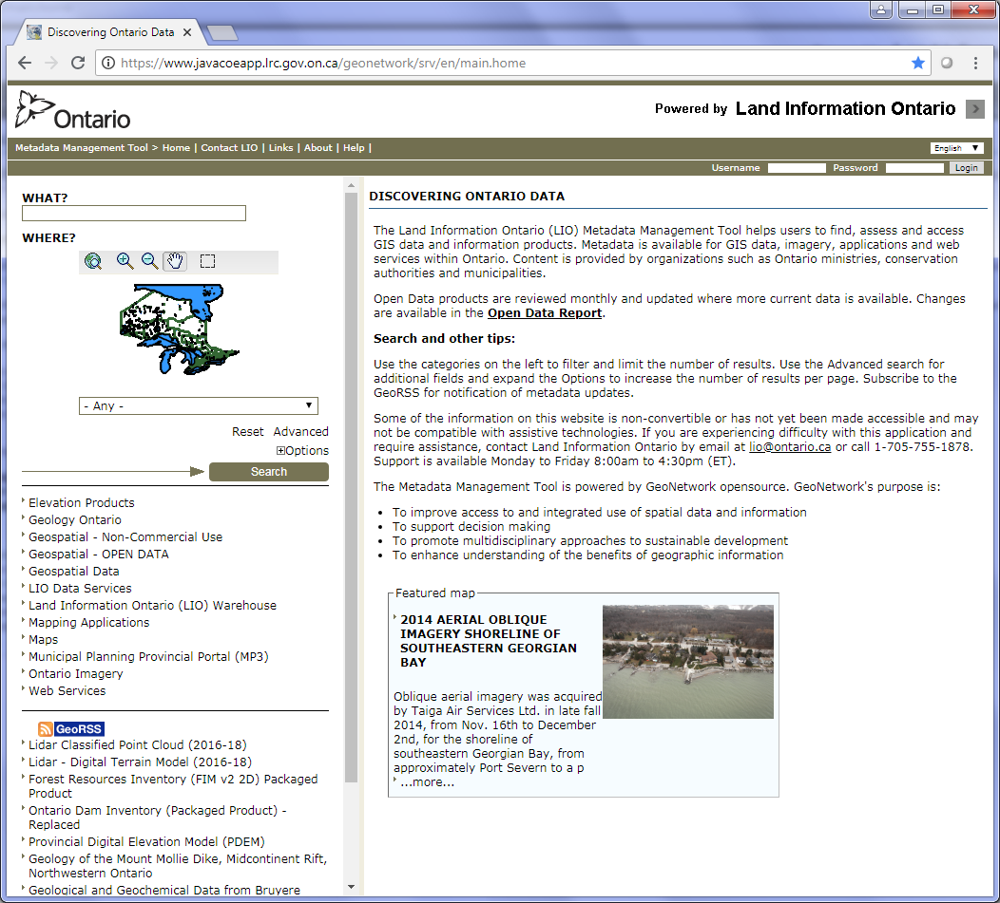 Discovering Ontario Data
https://www.javacoeapp.lrc.gov.on.ca/geonetwork/srv/en/main.home
Ontario
Powered by Land Information Ontario
Metadata Management Tool > Home | Contact LIO | Links | About | Help |
English
Username
Password
Login
WHAT?
WHERE?
- Any -
Reset Advanced
Options
Search
Elevation Products
Geology Ontario
Geospatial - Non-Commercial Use
Geospatial - OPEN DATA
Geospatial Data
LIO Data Services
Land Information Ontario (LIO) Warehouse
Mapping Applications
Maps
Municipal Planning Provincial Portal (MP3)
Ontario Imagery
Web Services
GeoRSS
Lidar Classified Point Cloud (2016-18)
Lidar - Digital Terrain Model (2016-18)
Forest Resources Inventory (FIM v2 2D) Packaged
Product
Ontario Dam Inventory (Packaged Product) -
Replaced
Provincial Digital Elevation Model (PDEM)
Geology of the Mount Mollie Dike, Midcontinent Rift,
Northwestern Ontario
Geological and Geochemical Data from Bruyere
DISCOVERING ONTARIO DATA
The Land Information Ontario (LIO) Metadata Management Tool helps users to find, assess and access
GIS data and information products. Metadata is available for GIS data, imagery, applications and web
services within Ontario. Content is provided by organizations such as Ontario ministries, conservation
authorities and municipalities.
Open Data products are reviewed monthly and updated where more current data is available. Changes
are available in the Open Data Report.
Search and other tips:
Use the categories on the left to filter and limit the number of results. Use the Advanced search for
additional fields and expand the Options to increase the number of results per page. Subscribe to the
GeoRSS for notification of metadata updates.
Some of the information on this website is non-convertible or has not yet been made accessible and may
not be compatible with assistive technologies. If you are experiencing difficulty with this application and
require assistance, contact Land Information Ontario by email at lio@ontario.ca or call 1-705-755-1878.
Support is available Monday to Friday 8:00am to 4:30pm (ET).
The Metadata Management Tool is powered by GeoNetwork opensource. GeoNetwork's purpose is:
• To improve access to and integrated use of spatial data and information
• To support decision making
• To promote multidisciplinary approaches to sustainable development
• To enhance understanding of the benefits of geographic information
Featured map
2014 AERIAL OBLIQUE
IMAGERY SHORELINE OF
SOUTHEASTERN GEORGIAN
BAY
Oblique aerial imagery was acquired
by Taiga Air Services Ltd. in late fall
2014, from Nov. 16th to December
2nd, for the shoreline of
southeastern Georgian Bay, from
approximately Port Severn to a p
...more...